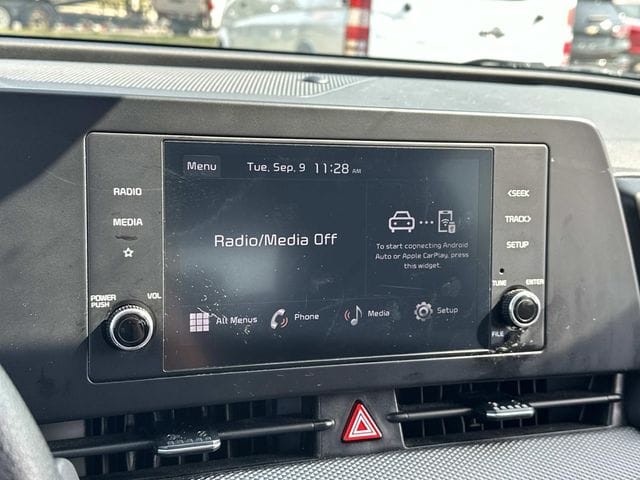 Menu
Tue, Sep. 9 11:28 AM
RADIO
MEDIA
POWER
PUSH
VOL
Radio/Media Off
To start connecting Android
Auto or Apple CarPlay, press
this widget.
All Menus
Phone
Media
Setup
<SEEK
TRACK>
SETUP
TUNE
ENTER
FILE